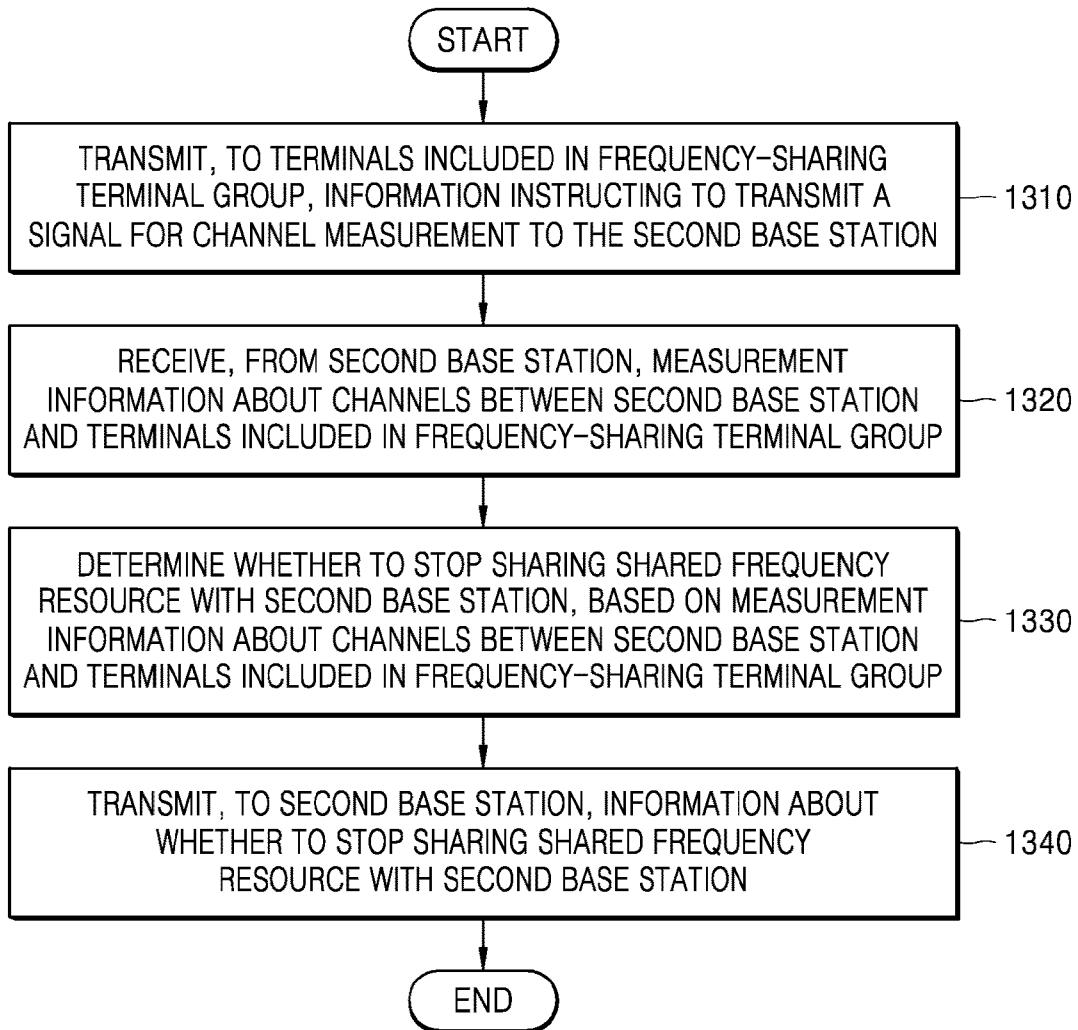 START
TRANSMIT, TO TERMINALS INCLUDED IN FREQUENCY-SHARING
TERMINAL GROUP, INFORMATION INSTRUCTING TO TRANSMIT A
SIGNAL FOR CHANNEL MEASUREMENT TO THE SECOND BASE STATION
1310
RECEIVE, FROM SECOND BASE STATION, MEASUREMENT
INFORMATION ABOUT CHANNELS BETWEEN SECOND BASE STATION
AND TERMINALS INCLUDED IN FREQUENCY-SHARING TERMINAL GROUP
1320
DETERMINE WHETHER TO STOP SHARING SHARED FREQUENCY
RESOURCE WITH SECOND BASE STATION, BASED ON MEASUREMENT
INFORMATION ABOUT CHANNELS BETWEEN SECOND BASE STATION
AND TERMINALS INCLUDED IN FREQUENCY-SHARING TERMINAL GROUP
1330
TRANSMIT, TO SECOND BASE STATION, INFORMATION ABOUT
WHETHER TO STOP SHARING SHARED FREQUENCY
RESOURCE WITH SECOND BASE STATION
1340
END